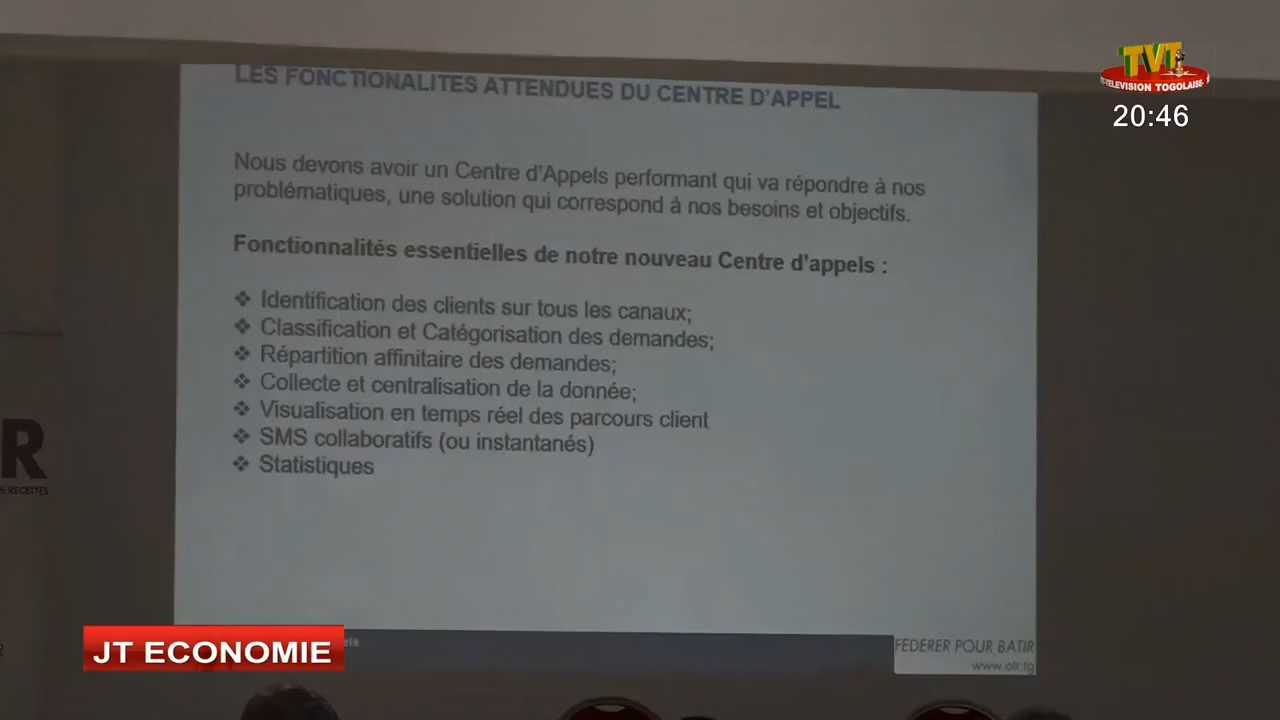 TVT
TELEVISION TOGOLAISE
20:46
LES FONCTIONALITES ATTENDUES DU CENTRE D'APPEL
Nous devons avoir un Centre d'Appels performant qui va répondre à nos
problématiques, une solution qui correspond à nos besoins et objectifs.
Fonctionnalités essentielles de notre nouveau Centre d'appels :
❖ Identification des clients sur tous les canaux;
❖ Classification et Catégorisation des demandes;
❖ Répartition affinitaire des demandes;
❖ Collecte et centralisation de la donnée;
❖ Visualisation en temps réel des parcours client
❖ SMS collaboratifs (ou instantanés)
❖ Statistiques
R
RECETTES
JT ECONOMIE
FÉDÉRER POUR BATIR
www.otr.tg